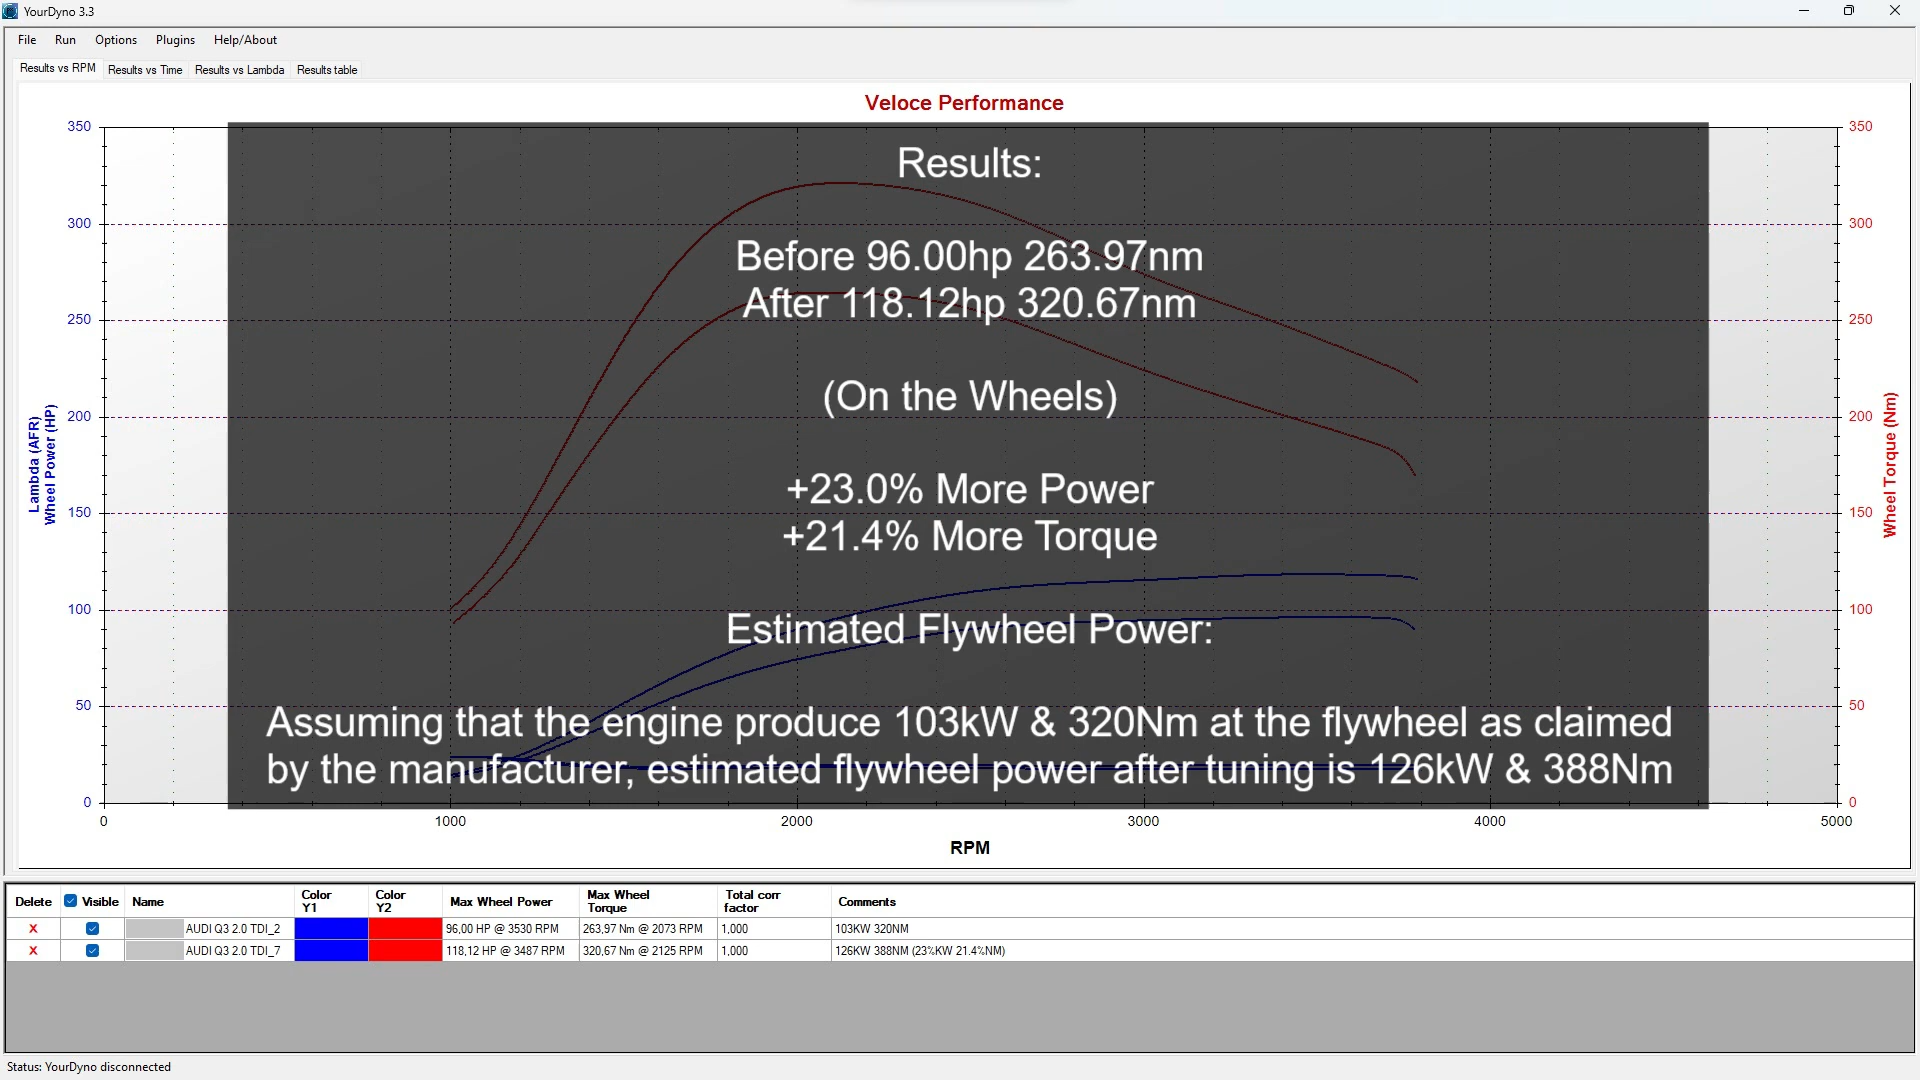 YourDyno 3.3
File Run Options Plugins Help/About
Results vs RPM Results vs Time Results vs Lambda Results table
Veloce Performance
350 350
300 300
250 250
200 200
150 150
100 100
50 50
0 0
Lambda (AFR)
Wheel Power (HP)
Wheel Torque (Nm)
Results:
Before 96.00hp 263.97nm
After 118.12hp 320.67nm
(On the Wheels)
+23.0% More Power
+21.4% More Torque
Estimated Flywheel Power:
Assuming that the engine produce 103kW & 320Nm at the flywheel as claimed
by the manufacturer, estimated flywheel power after tuning is 126kW & 388Nm
0 1000 2000 3000 4000 5000
RPM
Delete Visible Name Color Y1 Color Y2 Max Wheel Power Max Wheel Torque Total corr factor Comments
X AUDI Q3 2.0 TDI_2 96,00 HP @ 3530 RPM 263,97 Nm @ 2073 RPM 1,000 103KW 320NM
X AUDI Q3 2.0 TDI_7 118,12 HP @ 3487 RPM 320,67 Nm @ 2125 RPM 1,000 126KW 388NM (23%KW 21.4%NM)
Status: YourDyno disconnected